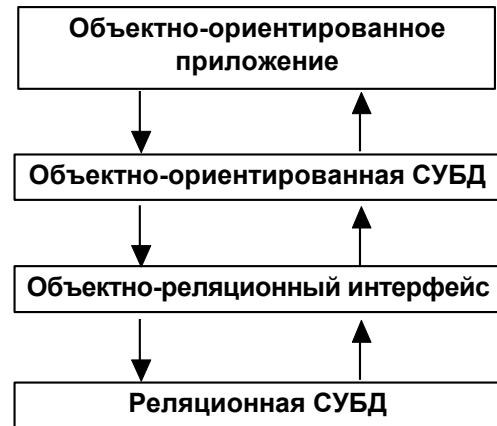 Объектно-ориентированное
приложение
Объектно-ориентированная СУБД
Объектно-реляционный интерфейс
Реляционная СУБД